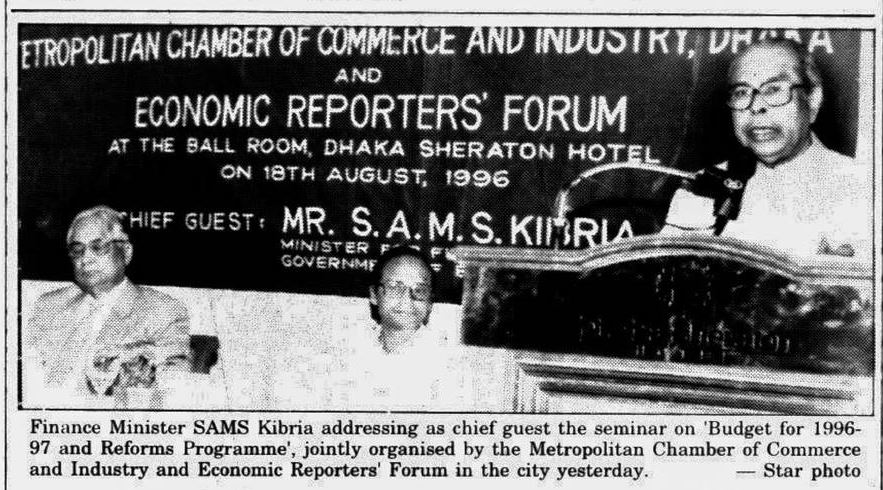 ETROPOLITAN CHAMBER OF COMMERCE AND INDUSTRY, DHAKA
AND
ECONOMIC REPORTERS' FORUM
AT THE BALL ROOM, DHAKA SHERATON HOTEL
ON 18TH AUGUST, 1996
CHIEF GUEST: MR. S.A.M.S. KIBRIA
MINISTER
Finance Minister SAMS Kibria addressing as chief guest the seminar on 'Budget for 1996-
97 and Reforms Programme', jointly organised by the Metropolitan Chamber of Commerce
and Industry and Economic Reporters' Forum in the city yesterday. — Star photo